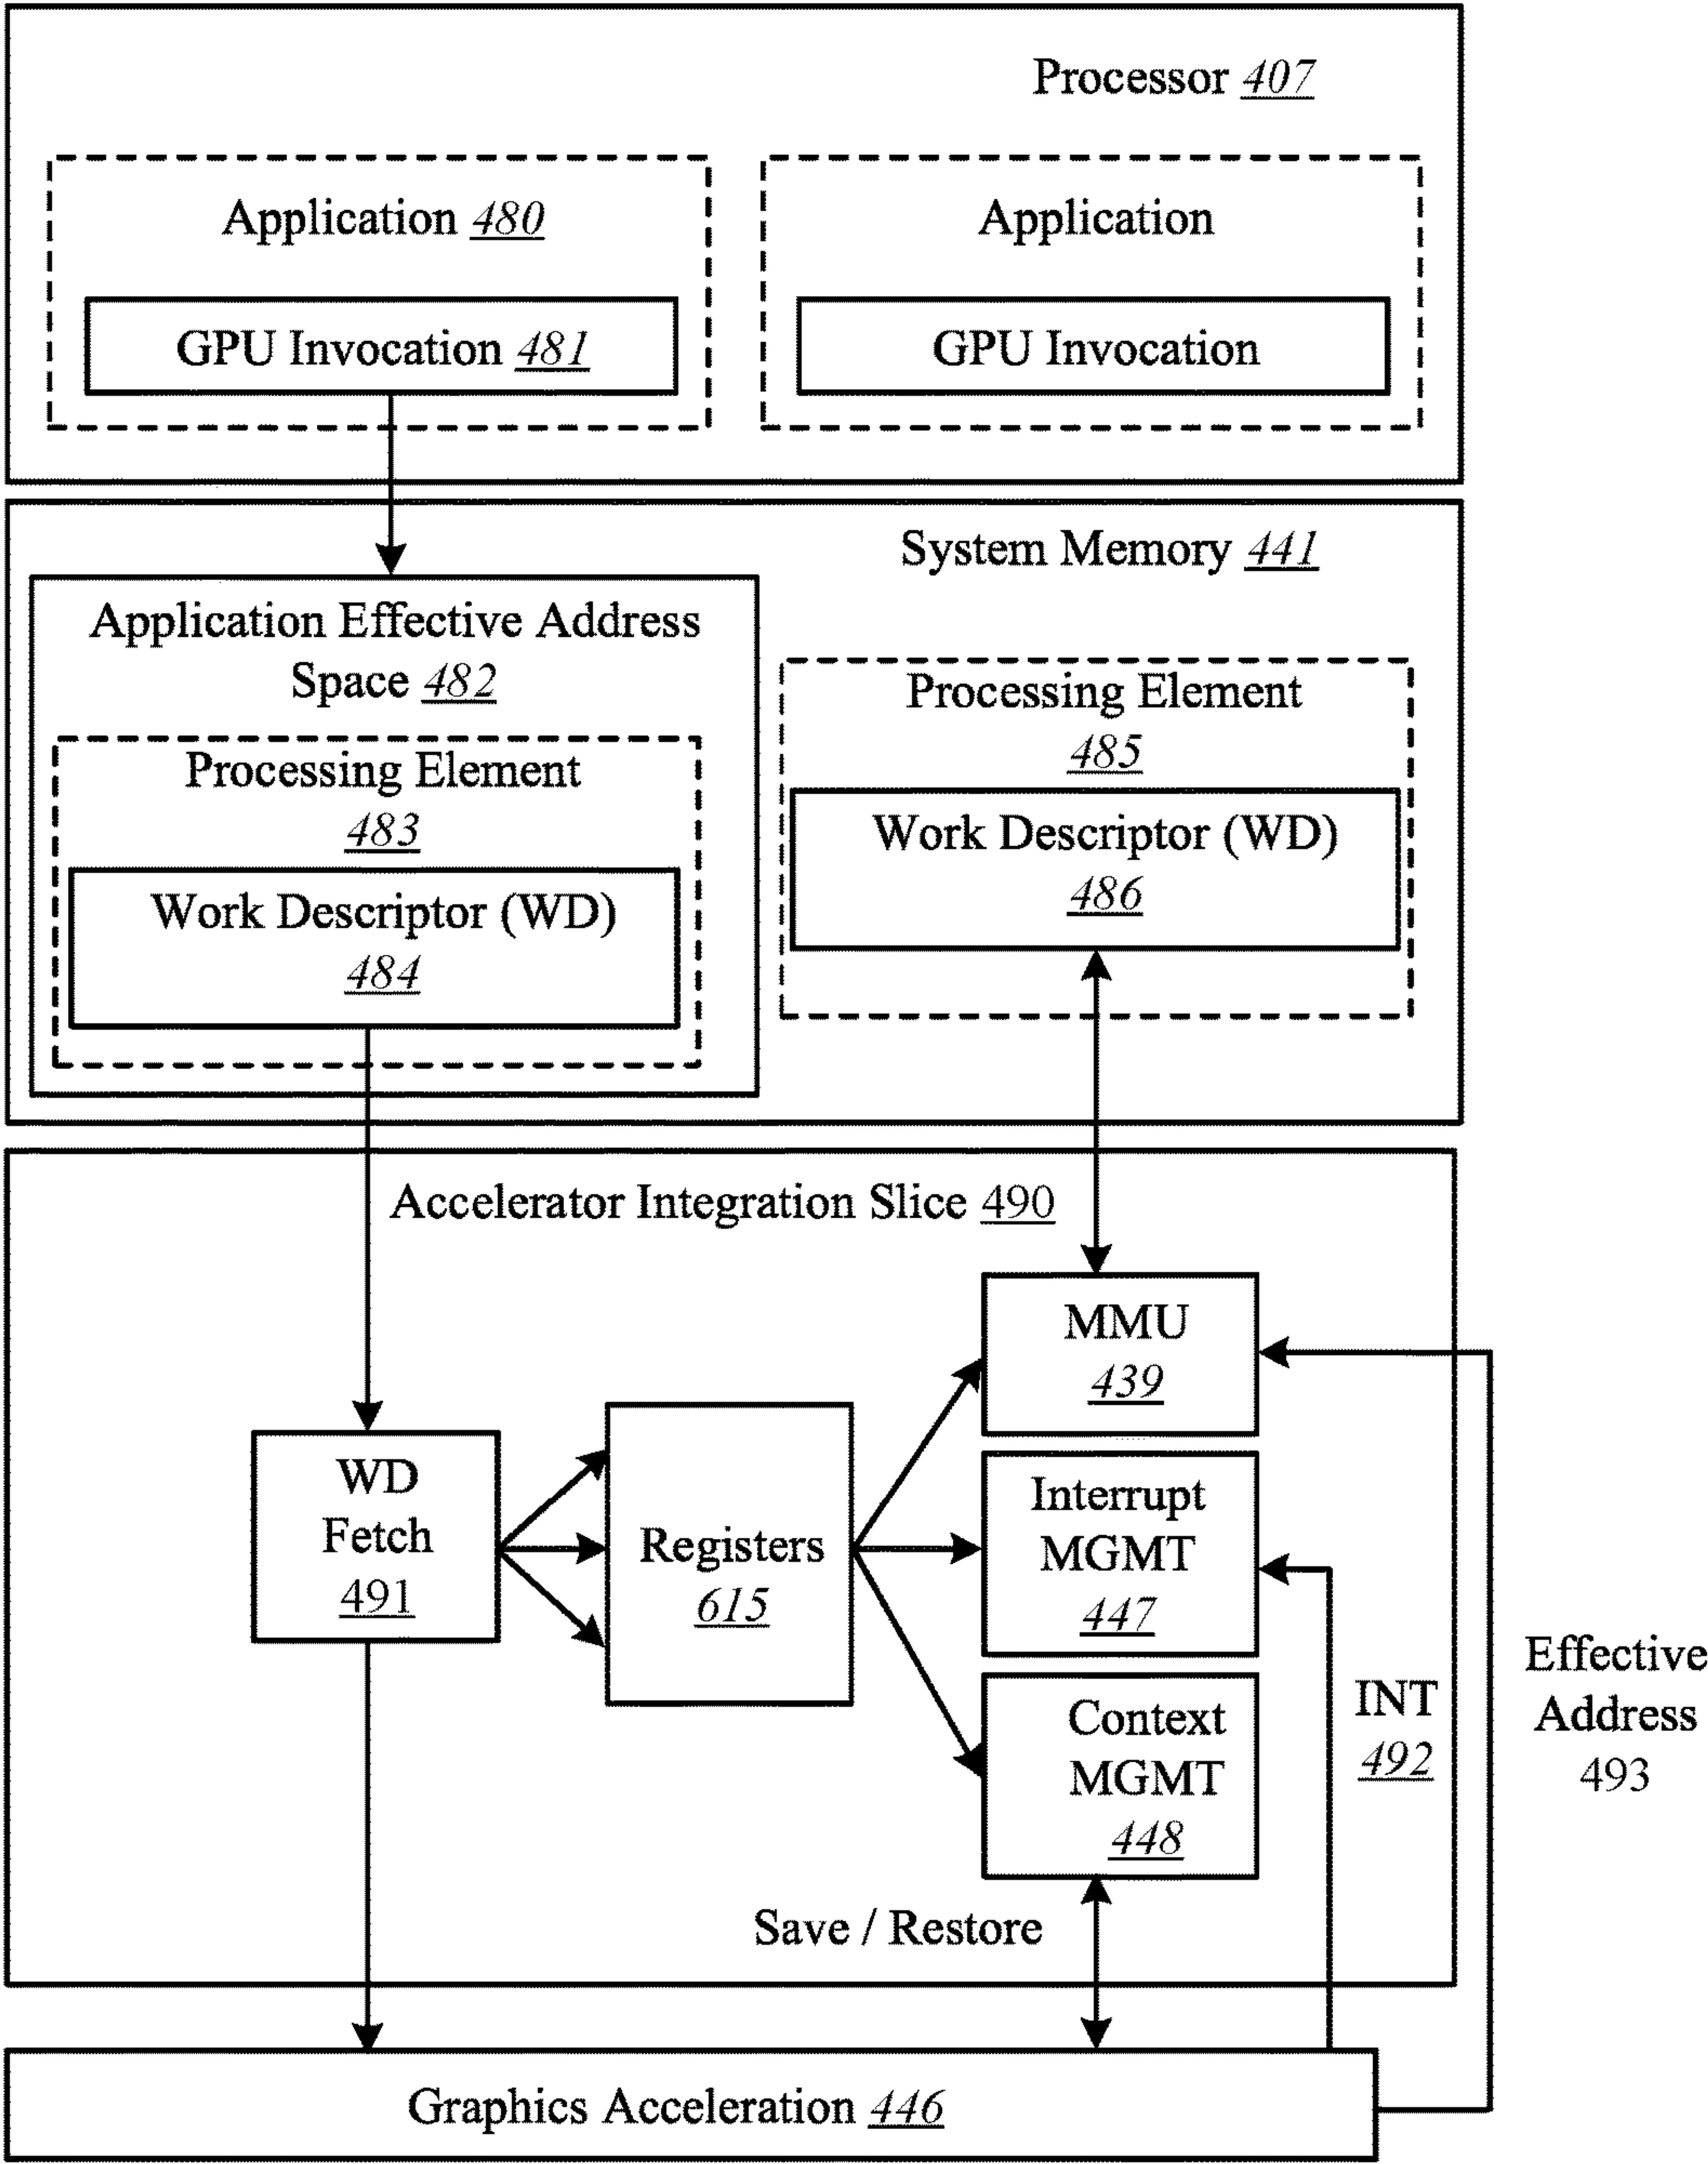 Processor 407
Application 480
Application
GPU Invocation 481
GPU Invocation
System Memory 441
Application Effective Address
Space 482
Processing Element
485
Processing Element
483
Work Descriptor (WD)
486
Work Descriptor (WD)
484
Accelerator Integration Slice 490
MMU
439
WD
Fetch
491
Registers
615
Interrupt
MGMT
447
Context
MGMT
448
INT
492
Effective
Address
493
Save / Restore
Graphics Acceleration 446